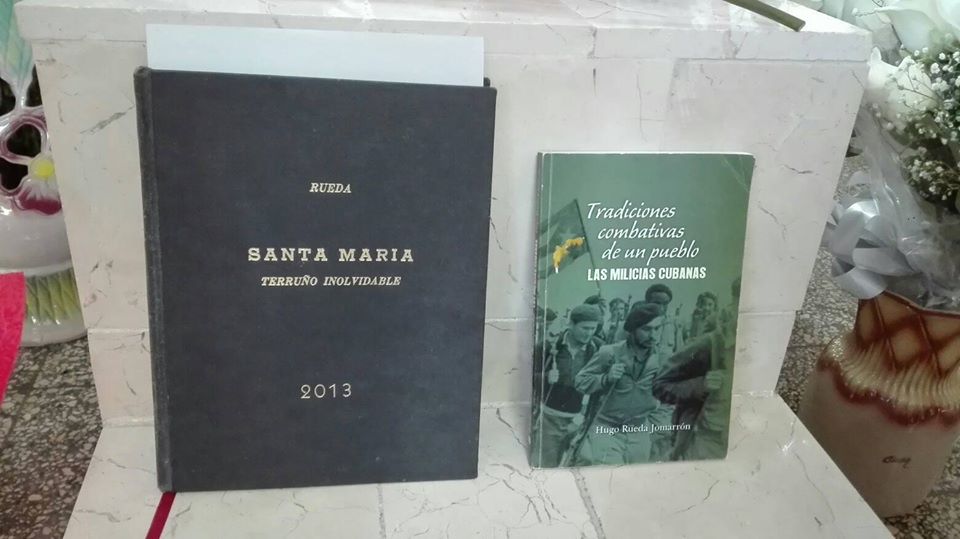 RUEDA
SANTA MARIA
TERRUÑO INOLVIDABLE
2013
Tradiciones
combativas
de un pueblo
LAS MILICIAS CUBANAS
Hugo Rueda Jomarrón